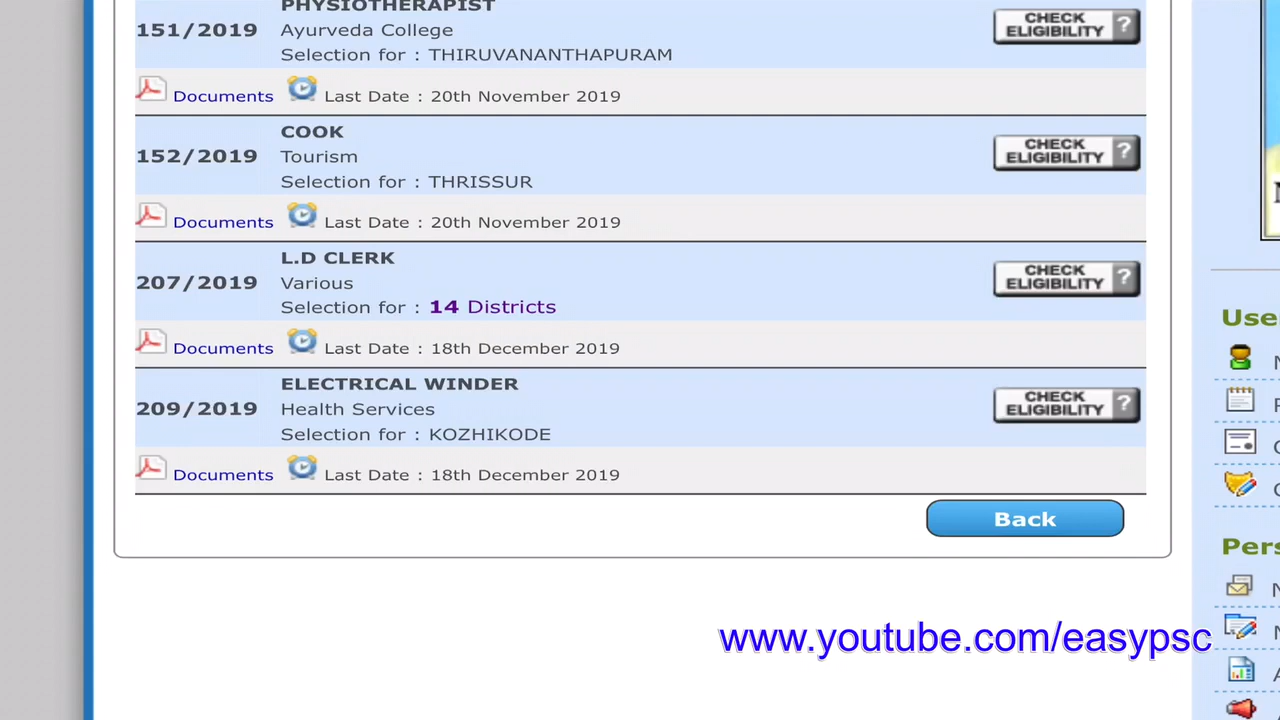 PHYSIOTHERAPIST
151/2019
Ayurveda College
CHECK
ELIGIBILITY ?
Selection for : THIRUVANANTHAPURAM
Documents Last Date : 20th November 2019
COOK
152/2019
Tourism
CHECK
ELIGIBILITY ?
Selection for : THRISSUR
Documents Last Date : 20th November 2019
L.D CLERK
207/2019
Various
CHECK
ELIGIBILITY ?
Selection for : 14 Districts
Documents Last Date : 18th December 2019
ELECTRICAL WINDER
209/2019
Health Services
CHECK
ELIGIBILITY ?
Selection for : KOZHIKODE
Documents Last Date : 18th December 2019
Back
www.youtube.com/easypsc